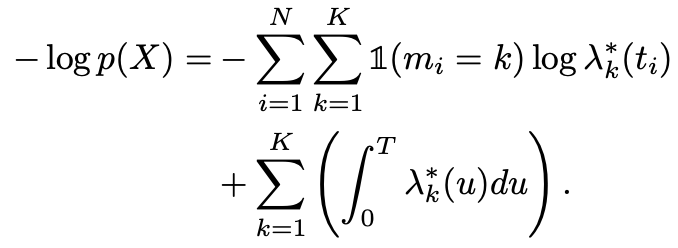 − log p(X) = − ∑_{i=1}^{N} ∑_{k=1}^{K} 𝟙(m_i = k) log λ_k^*(t_i)
+ ∑_{k=1}^{K} ( ∫_0^T λ_k^*(u)du ) .